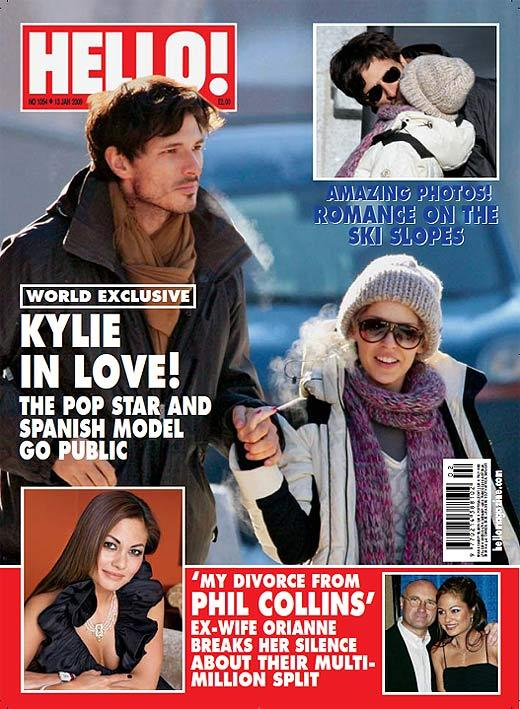 HELLO!
NO 1054 • 13 JAN 2009 £2.00
AMAZING PHOTOS!
ROMANCE ON THE
SKI SLOPES
WORLD EXCLUSIVE
KYLIE
IN LOVE!
THE POP STAR AND
SPANISH MODEL
GO PUBLIC
02
hellomagazine.com
'MY DIVORCE FROM
PHIL COLLINS'
EX-WIFE ORIANNE
BREAKS HER SILENCE
ABOUT THEIR MULTI-
MILLION SPLIT